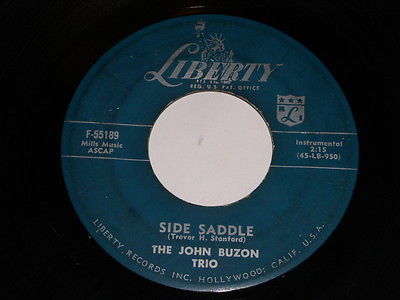 LIBERTY
REG. U.S. PAT. OFFICE
F-55189
Mills Music
ASCAP
L
Instrumental
2:15
(45-LB-950)
SIDE SADDLE
(Trevor H. Stanford)
THE JOHN BUZON
TRIO
LIBERTY RECORDS INC. HOLLYWOOD, CALIF. U.S.A.